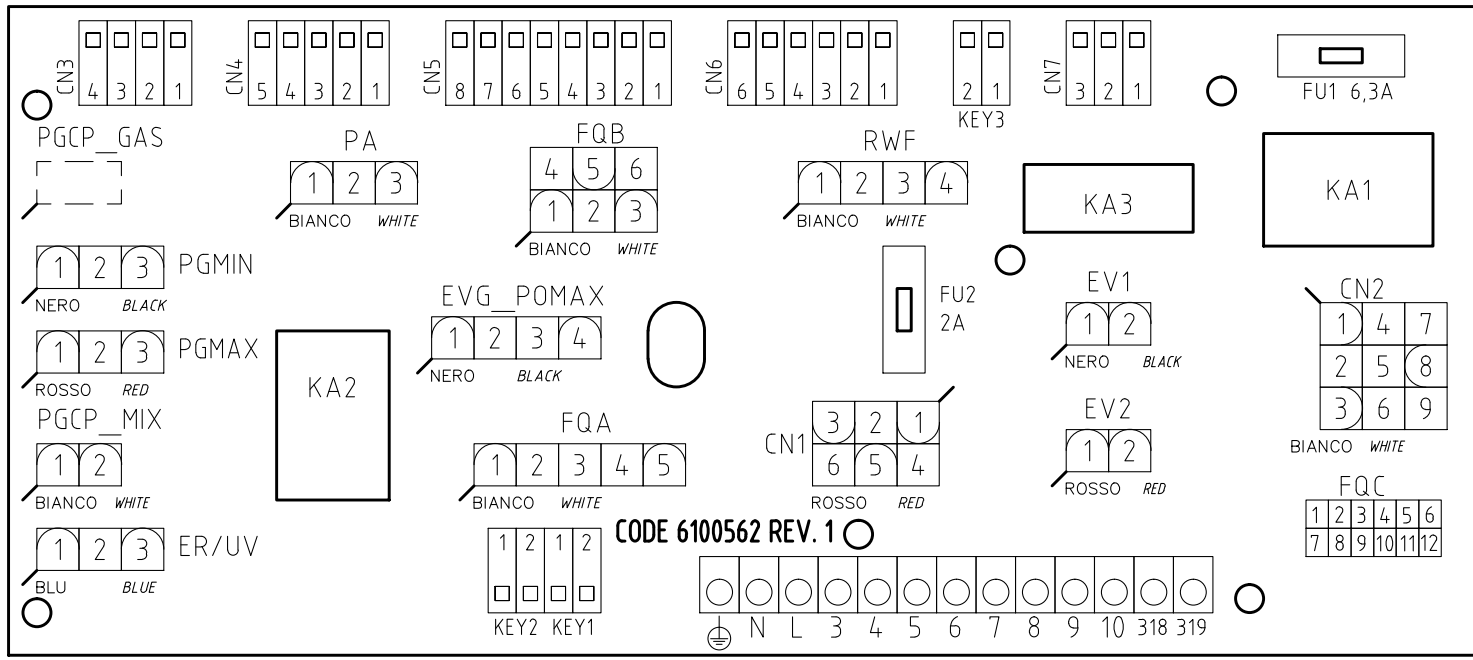 CN3 4 3 2 1
CN4 5 4 3 2 1
CN5 8 7 6 5 4 3 2 1
CN6 6 5 4 3 2 1
2 1
KEY3
CN7 3 2 1
FU1 6,3A
PGCP_GAS
PA
1 2 3
BIANCO WHITE
FQB
4 5 6
1 2 3
BIANCO WHITE
RWF
1 2 3 4
BIANCO WHITE
KA3
KA1
1 2 3 PGMIN
NERO BLACK
EVG_POMAX
1 2 3 4
NERO BLACK
FU2
2A
EV1
1 2
NERO BLACK
CN2
1 4 7
2 5 8
3 6 9
BIANCO WHITE
1 2 3 PGMAX
ROSSO RED
KA2
PGCP_MIX
1 2
BIANCO WHITE
FQA
1 2 3 4 5
BIANCO WHITE
CN1
3 2 1
6 5 4
ROSSO RED
EV2
1 2
ROSSO RED
FQC
1 2 3 4 5 6
7 8 9 10 11 12
1 2 3 ER/UV
BLU BLUE
1 2 1 2
KEY2 KEY1
CODE 6100562 REV. 1
N L 3 4 5 6 7 8 9 10 318 319